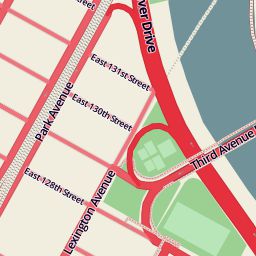 ver Drive
East 131st Street
East 130th Street
Park Avenue
Third Avenue
East 128th Street
Lexington Avenue